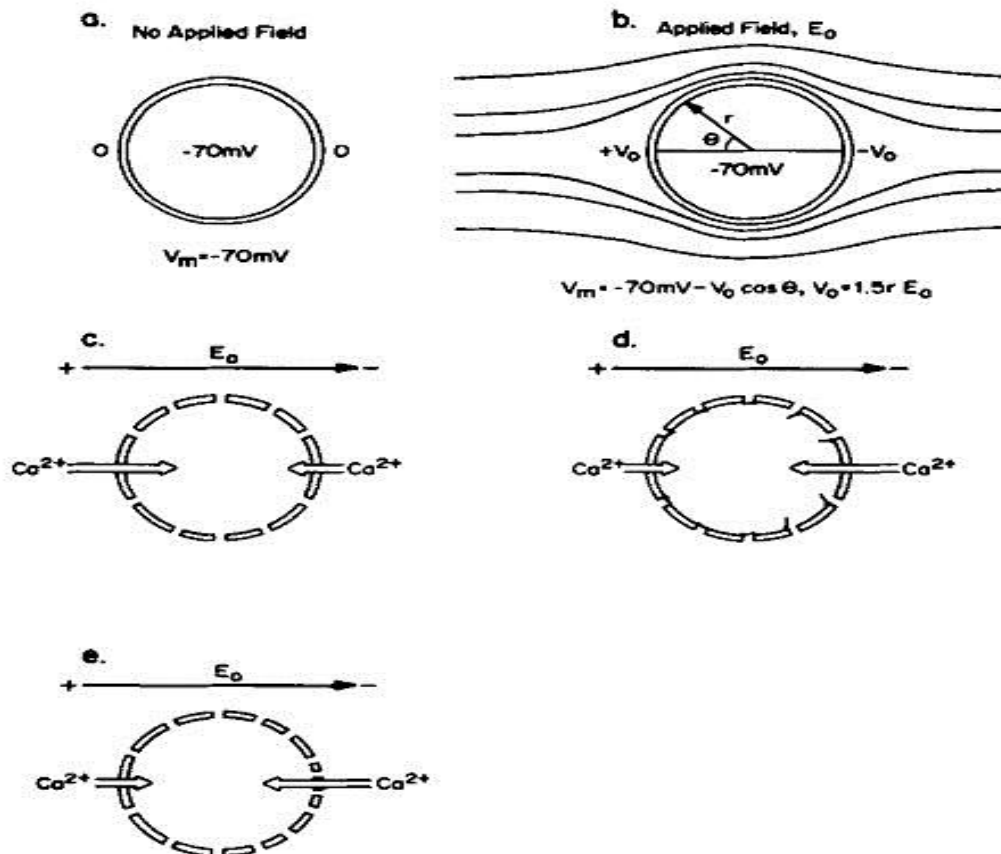 a.
No Applied Field
O -70mV O
Vm=-70mV
b.
Applied Field, Eo
r
θ
+Vo -Vo
-70mV
Vm= -70mV-Vo cos θ, Vo=1.5r Eo
c.
Eo
+ -
Ca2+ Ca2+
d.
Eo
+ -
Ca2+ Ca2+
e.
Eo
+ -
Ca2+ Ca2+